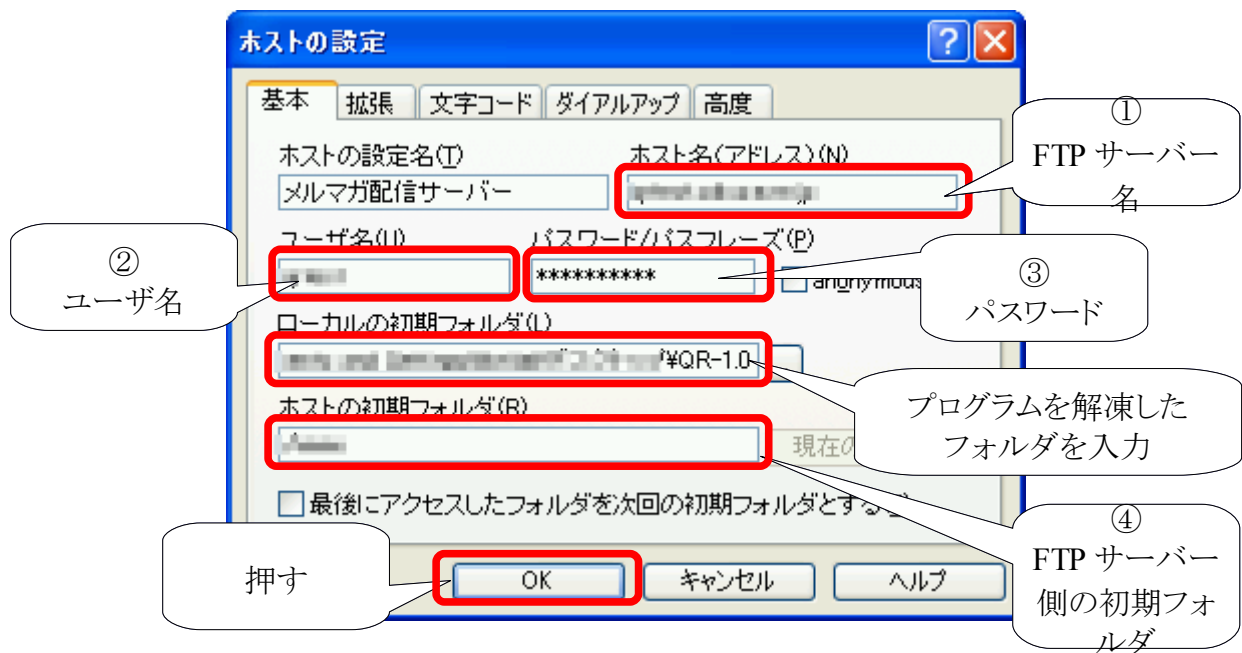 ホストの設定
基本 拡張 文字コード ダイアルアップ 高度
①
FTP サーバー
名
ホストの設定名(T) ホスト名(アドレス)(N)
メルマガ配信サーバー
ユーザ名(U) パスワード/パスフレーズ(P)
②
ユーザ名
**********
anonymous
③
パスワード
ローカルの初期フォルダ(L)
¥QR-1.0
プログラムを解凍した
フォルダを入力
ホストの初期フォルダ(R)
現在の
最後にアクセスしたフォルダを次回の初期フォルダとする
④
FTP サーバー
側の初期フォ
ルダ
押す
OK キャンセル ヘルプ